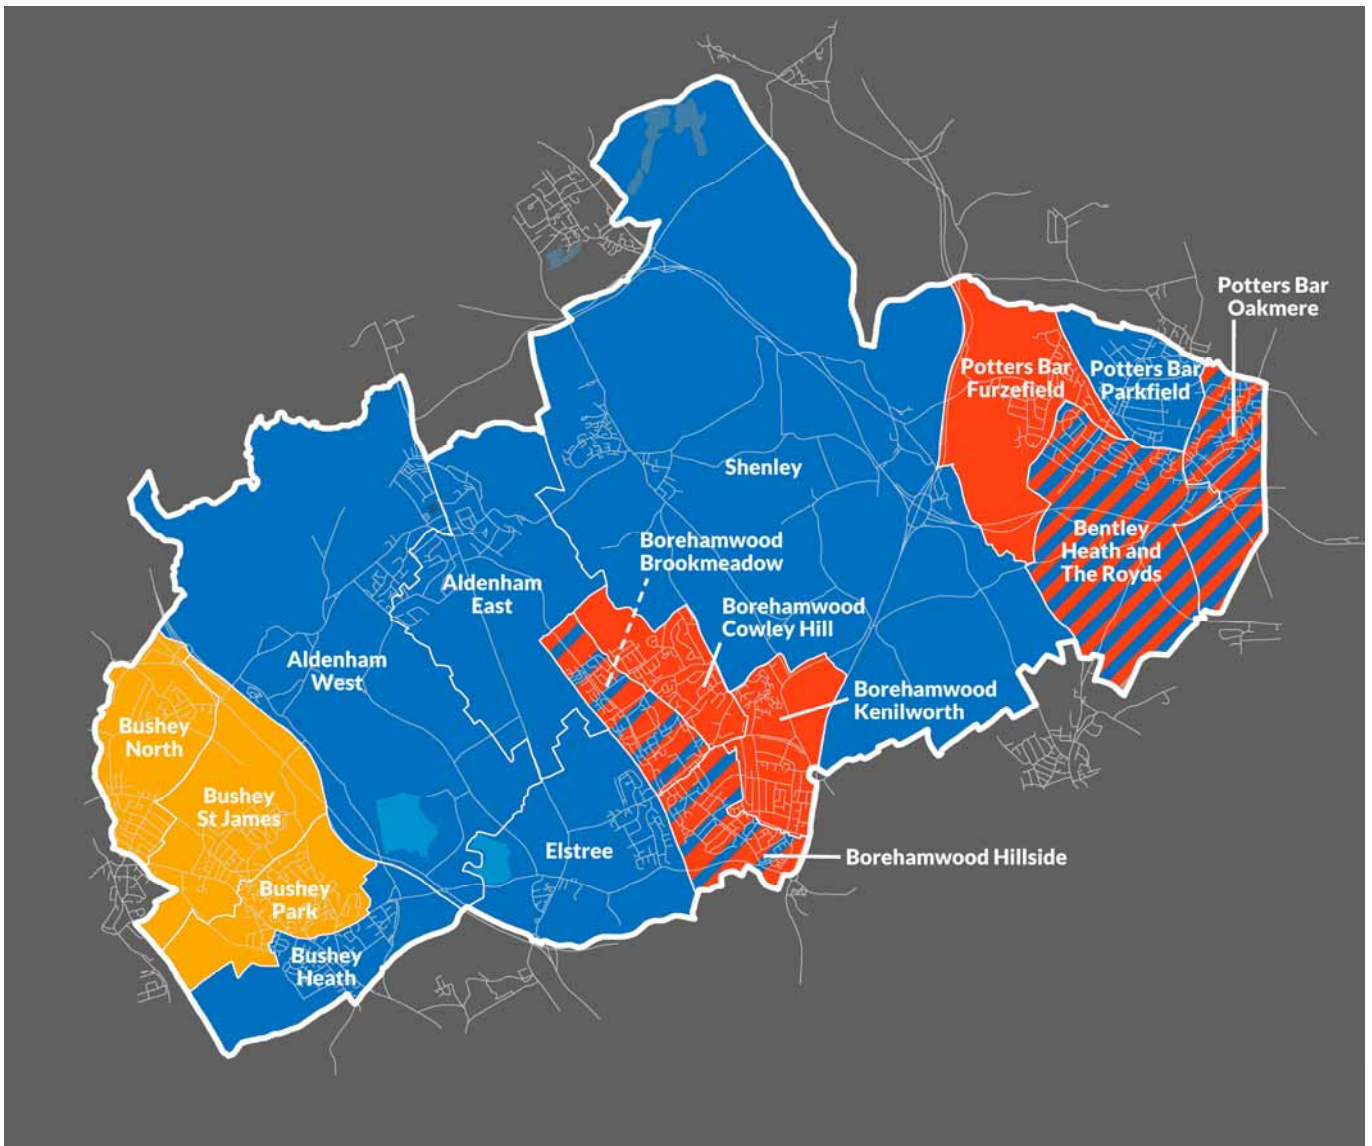 Potters Bar
Oakmere
Potters Bar
Furzefield
Potters Bar
Parkfield
Shenley
Bentley
Heath and
The Royds
Borehamwood
Brookmeadow
Aldenham
East
Borehamwood
Cowley Hill
Aldenham
West
Borehamwood
Kenilworth
Bushey
North
Bushey
St James
Elstree
Borehamwood Hillside
Bushey
Park
Bushey
Heath